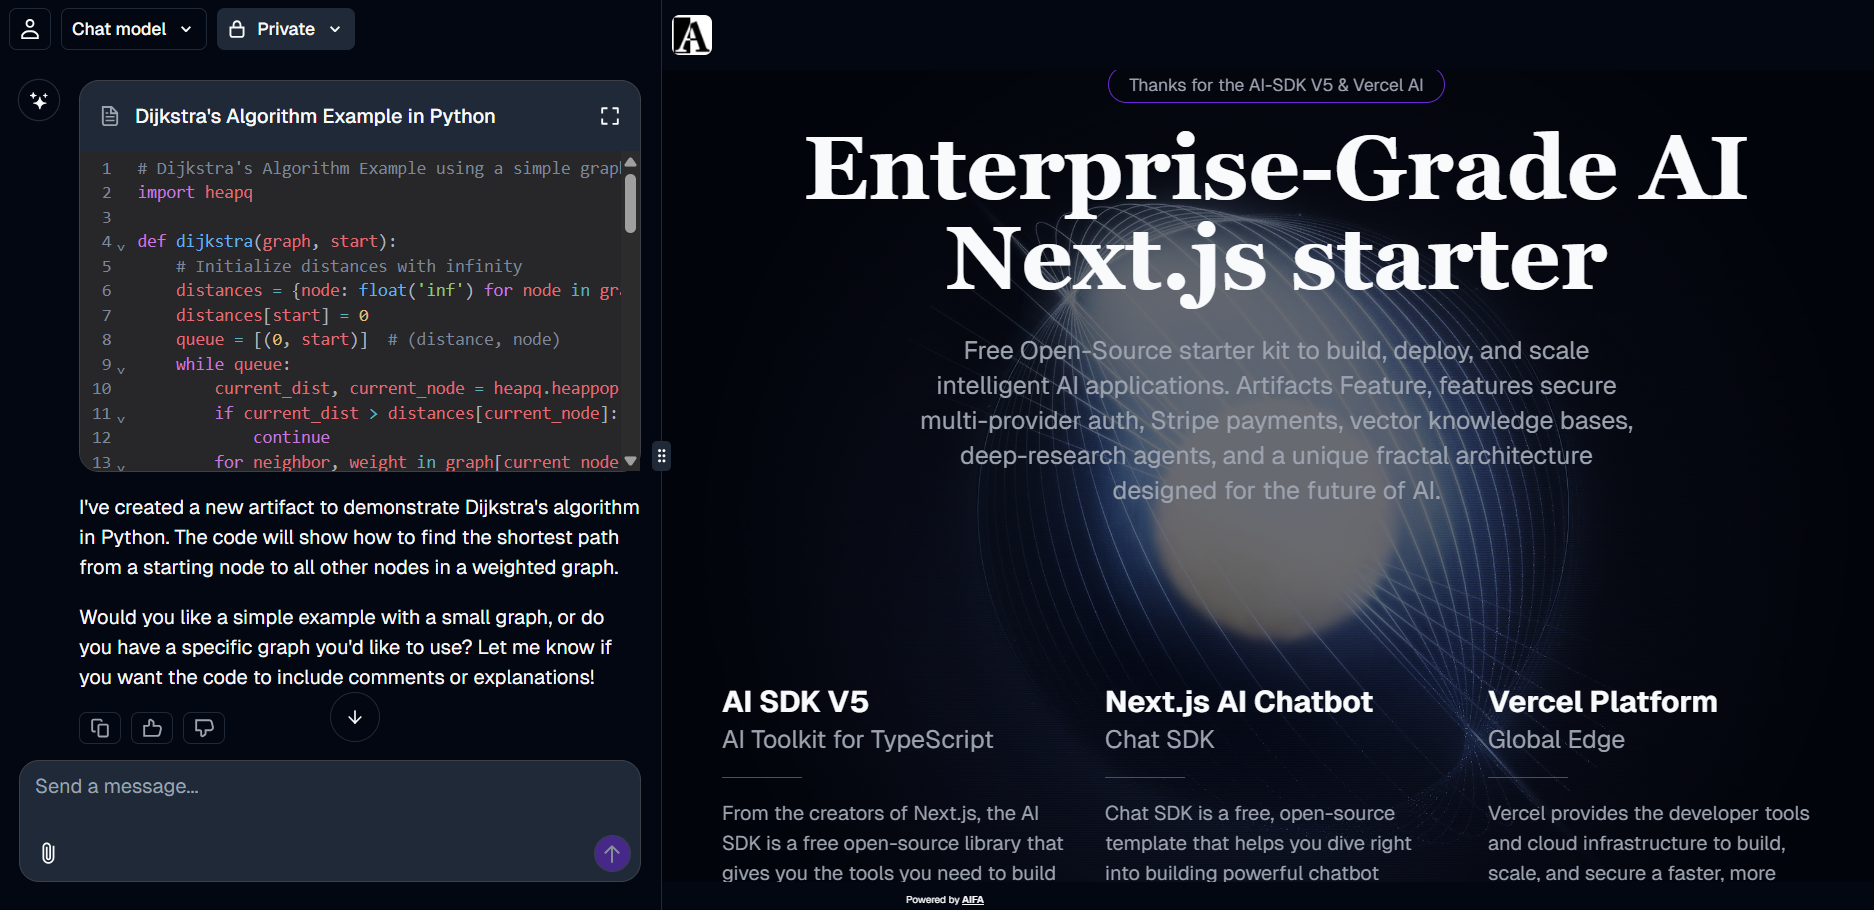 Chat model
Private
Dijkstra's Algorithm Example in Python
1 # Dijkstra's Algorithm Example using a simple grap
2 import heapq
3
4 def dijkstra(graph, start):
5 # Initialize distances with infinity
6 distances = {node: float('inf') for node in gr
7 distances[start] = 0
8 queue = [(0, start)]  # (distance, node)
9 while queue:
10 current_dist, current_node = heapq.heappop
11 if current_dist > distances[current_node]:
12 continue
13 for neighbor, weight in graph[current_node
I've created a new artifact to demonstrate Dijkstra's algorithm
in Python. The code will show how to find the shortest path
from a starting node to all other nodes in a weighted graph.
Would you like a simple example with a small graph, or do
you have a specific graph you'd like to use? Let me know if
you want the code to include comments or explanations!
Send a message...
A
Thanks for the AI-SDK V5 & Vercel AI
Enterprise-Grade AI
Next.js starter
Free Open-Source starter kit to build, deploy, and scale
intelligent AI applications. Artifacts Feature, features secure
multi-provider auth, Stripe payments, vector knowledge bases,
deep-research agents, and a unique fractal architecture
designed for the future of AI.
AI SDK V5
AI Toolkit for TypeScript
From the creators of Next.js, the AI
SDK is a free open-source library that
gives you the tools you need to build
Next.js AI Chatbot
Chat SDK
Chat SDK is a free, open-source
template that helps you dive right
into building powerful chatbot
Vercel Platform
Global Edge
Vercel provides the developer tools
and cloud infrastructure to build,
scale, and secure a faster, more
Powered by AIFA